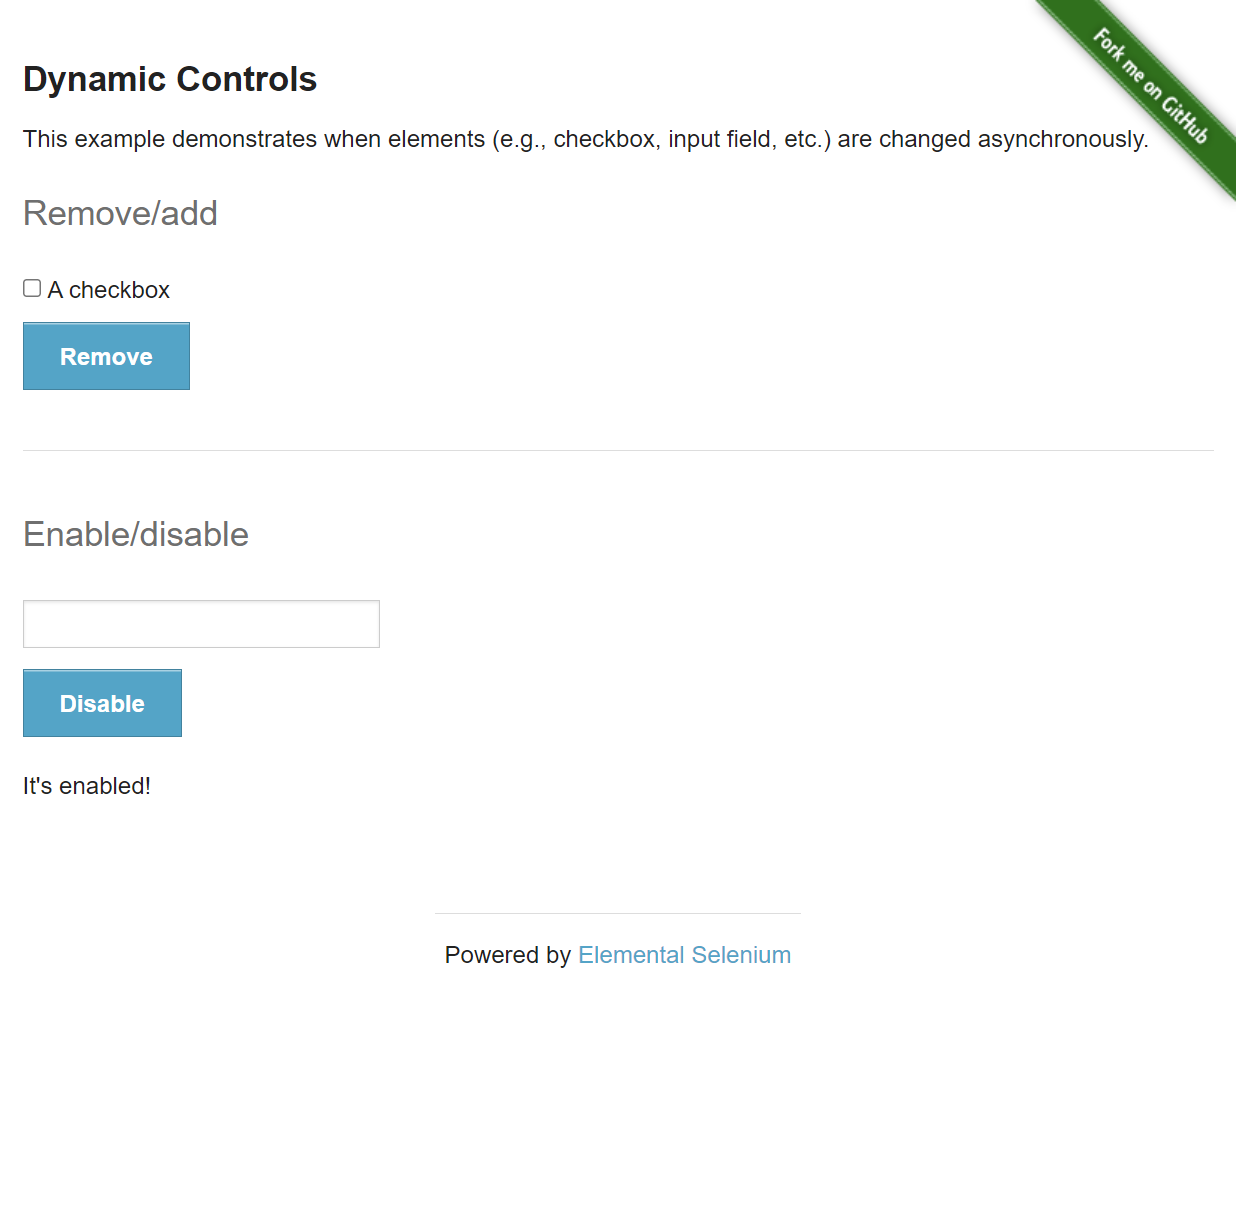 Fork me on GitHub
Dynamic Controls
This example demonstrates when elements (e.g., checkbox, input field, etc.) are changed asynchronously.
Remove/add
A checkbox
Remove
Enable/disable
Disable
It's enabled!
Powered by Elemental Selenium